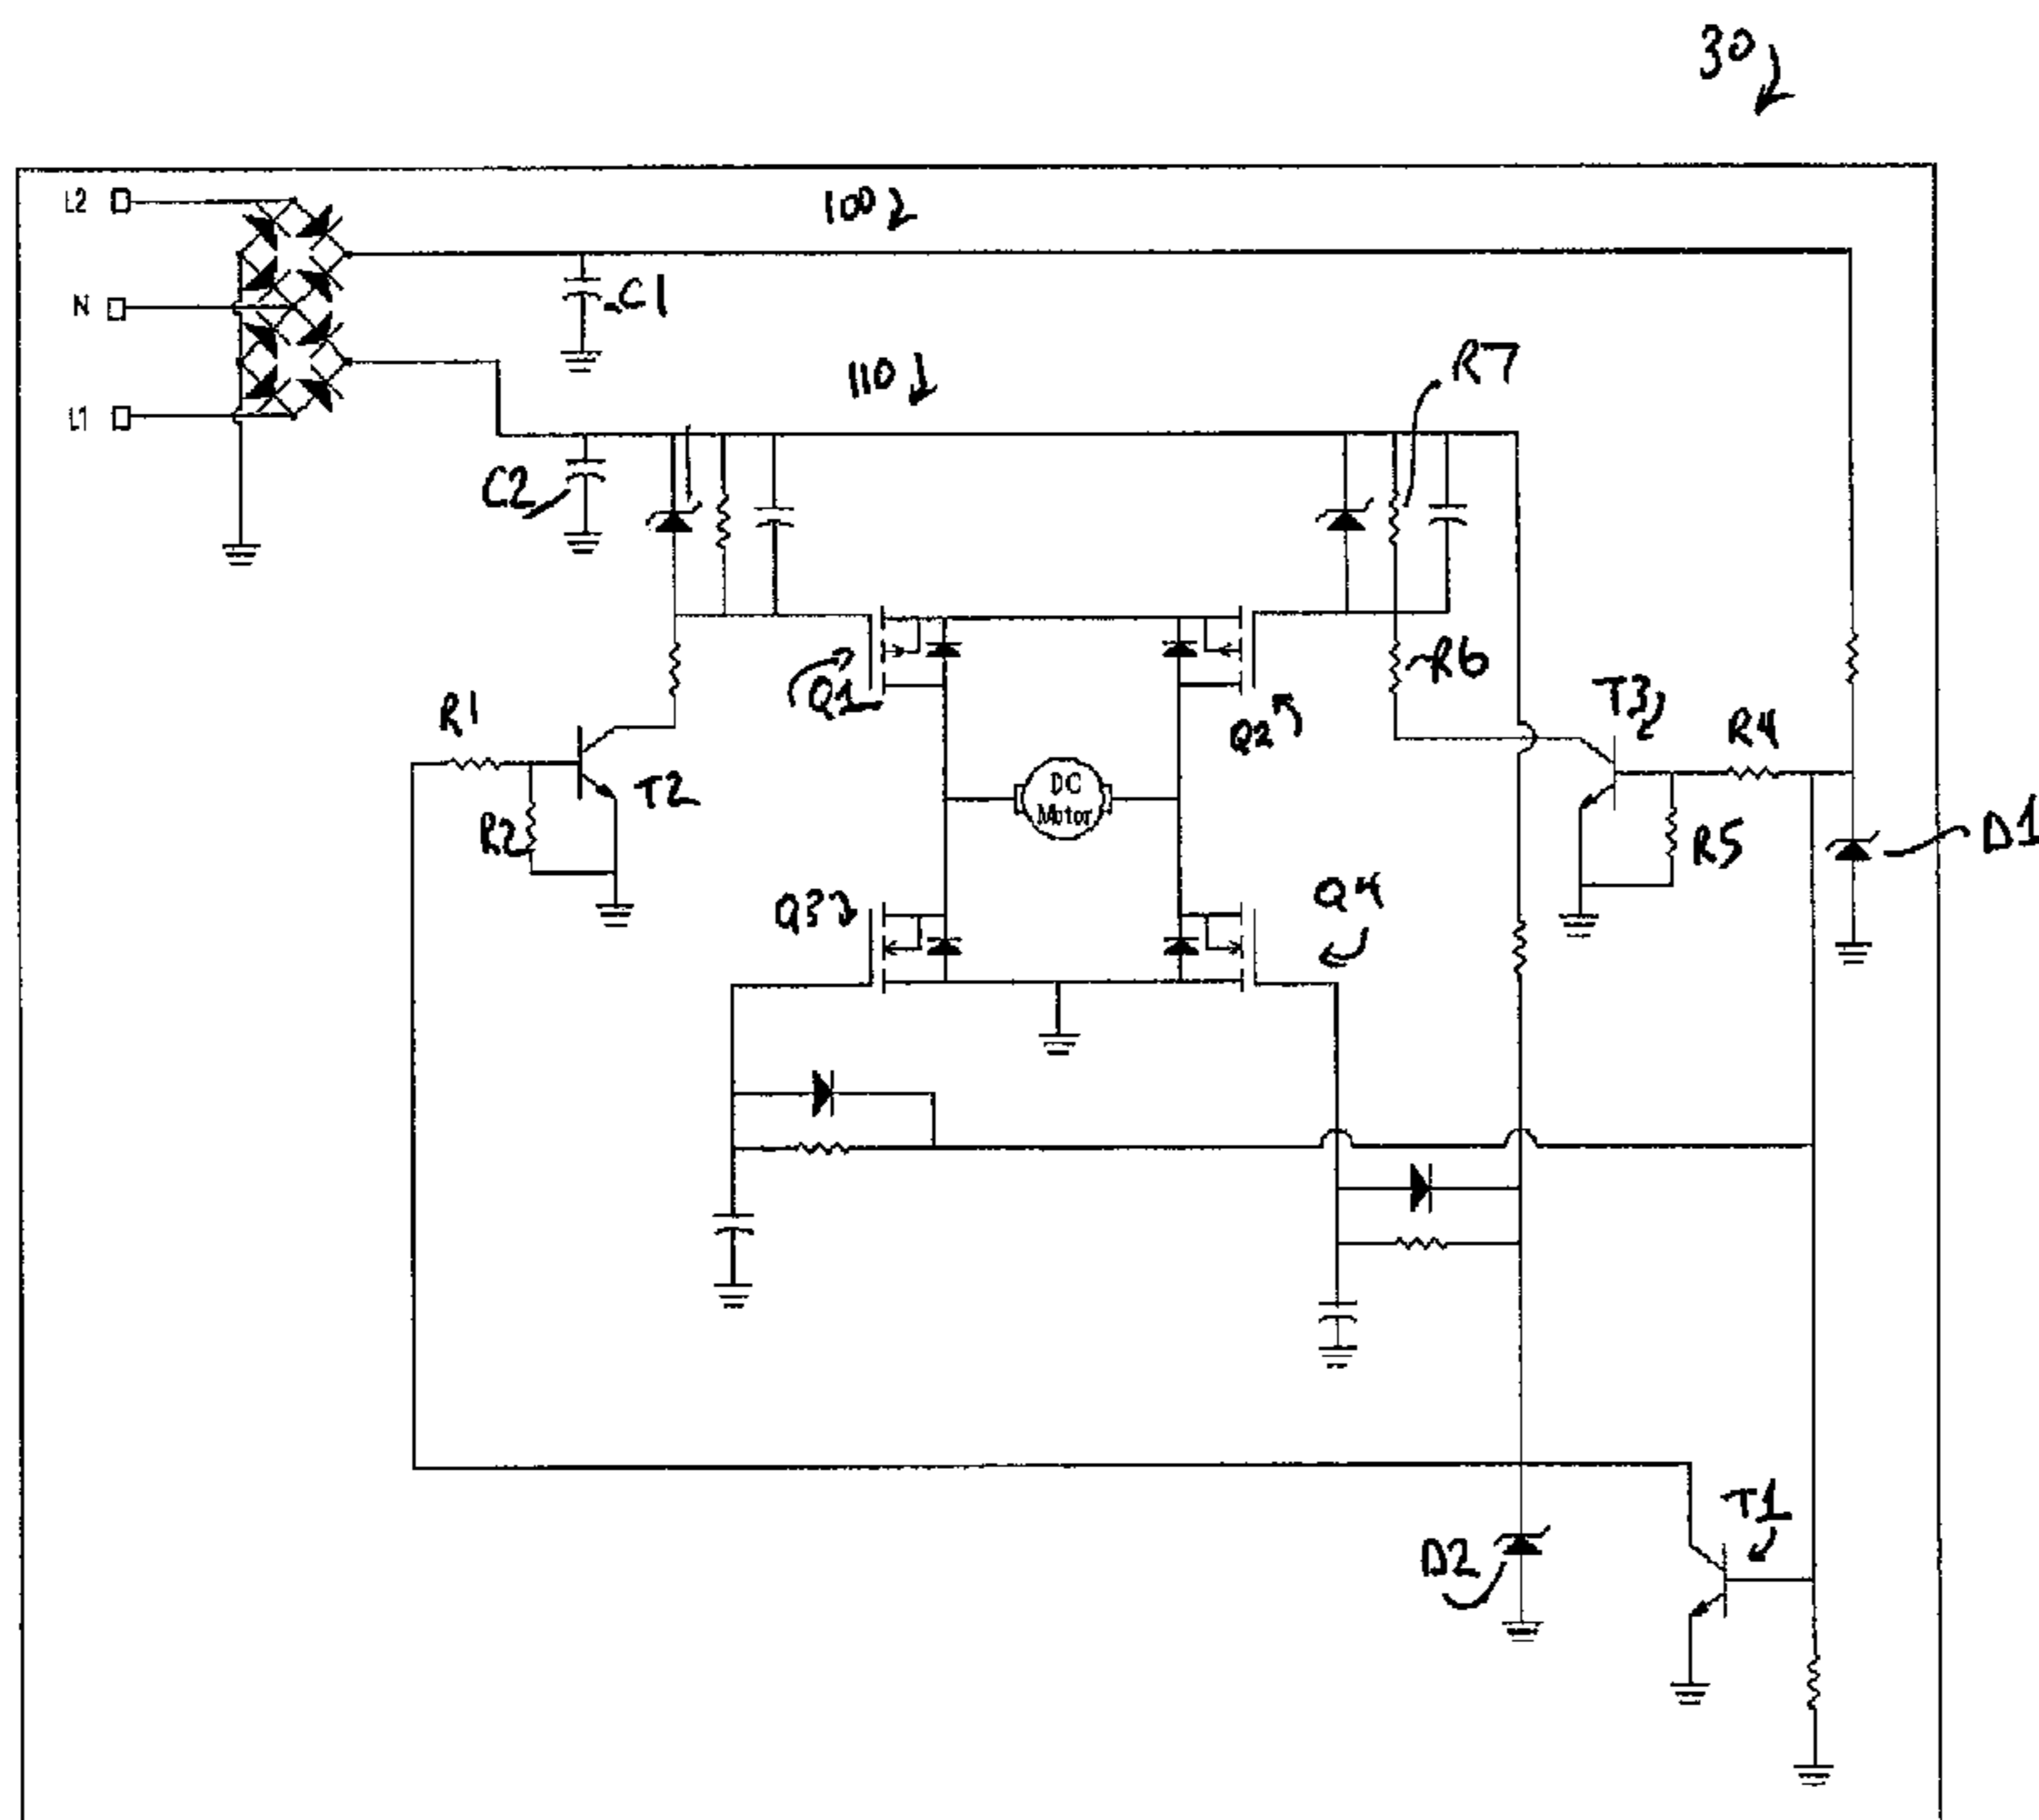 30
L2
100
N
C1
110
R7
L1
C2
Q1
R6
Q2
T3
R4
R1
T2
DC
Motor
R2
R5
D1
Q3
Q4
T1
D2